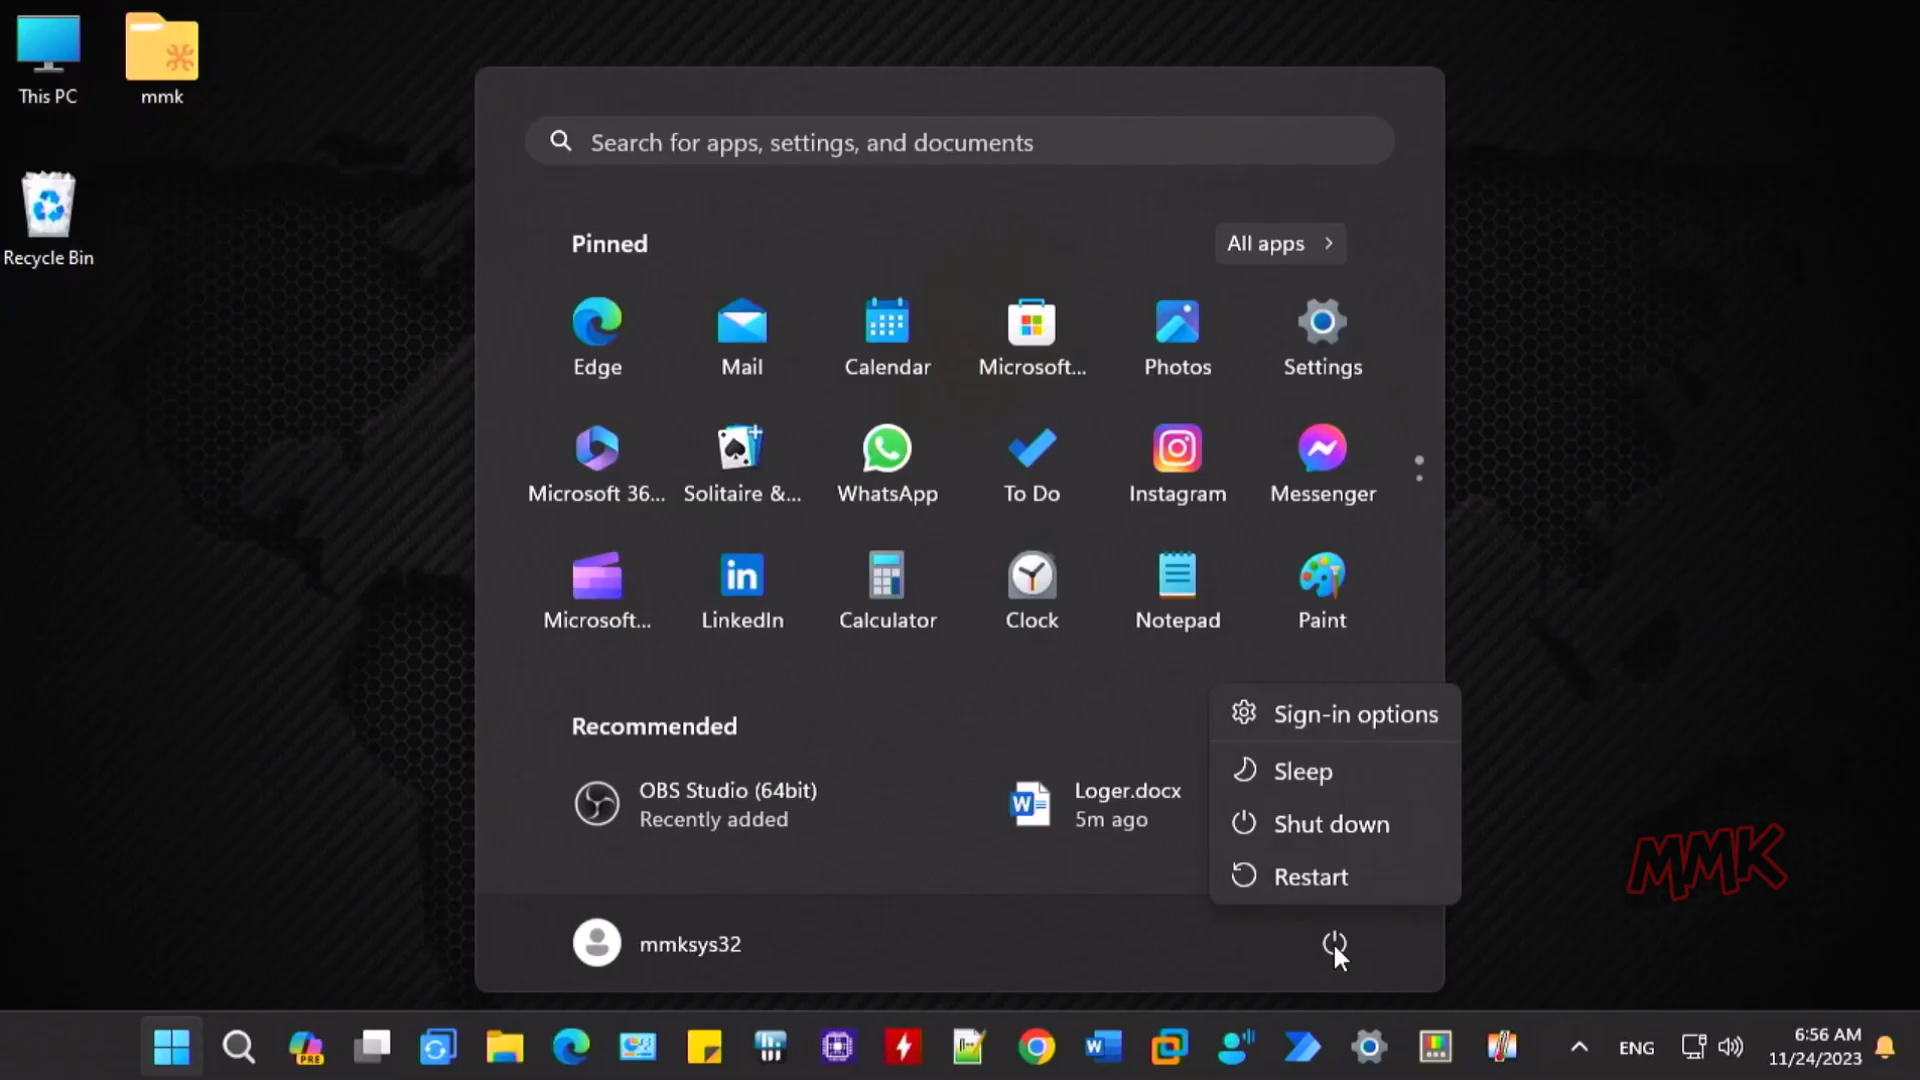 This PC
mmk
Recycle Bin
Search for apps, settings, and documents
Pinned
All apps
Edge
Mail
Calendar
Microsoft...
Photos
Settings
Microsoft 36...
Solitaire &...
WhatsApp
To Do
Instagram
Messenger
Microsoft...
LinkedIn
Calculator
Clock
Notepad
Paint
Recommended
OBS Studio (64bit)
Recently added
Loger.docx
5m ago
Sign-in options
Sleep
Shut down
Restart
mmksys32
MMK
PRE
ENG
6:56 AM
11/24/2023